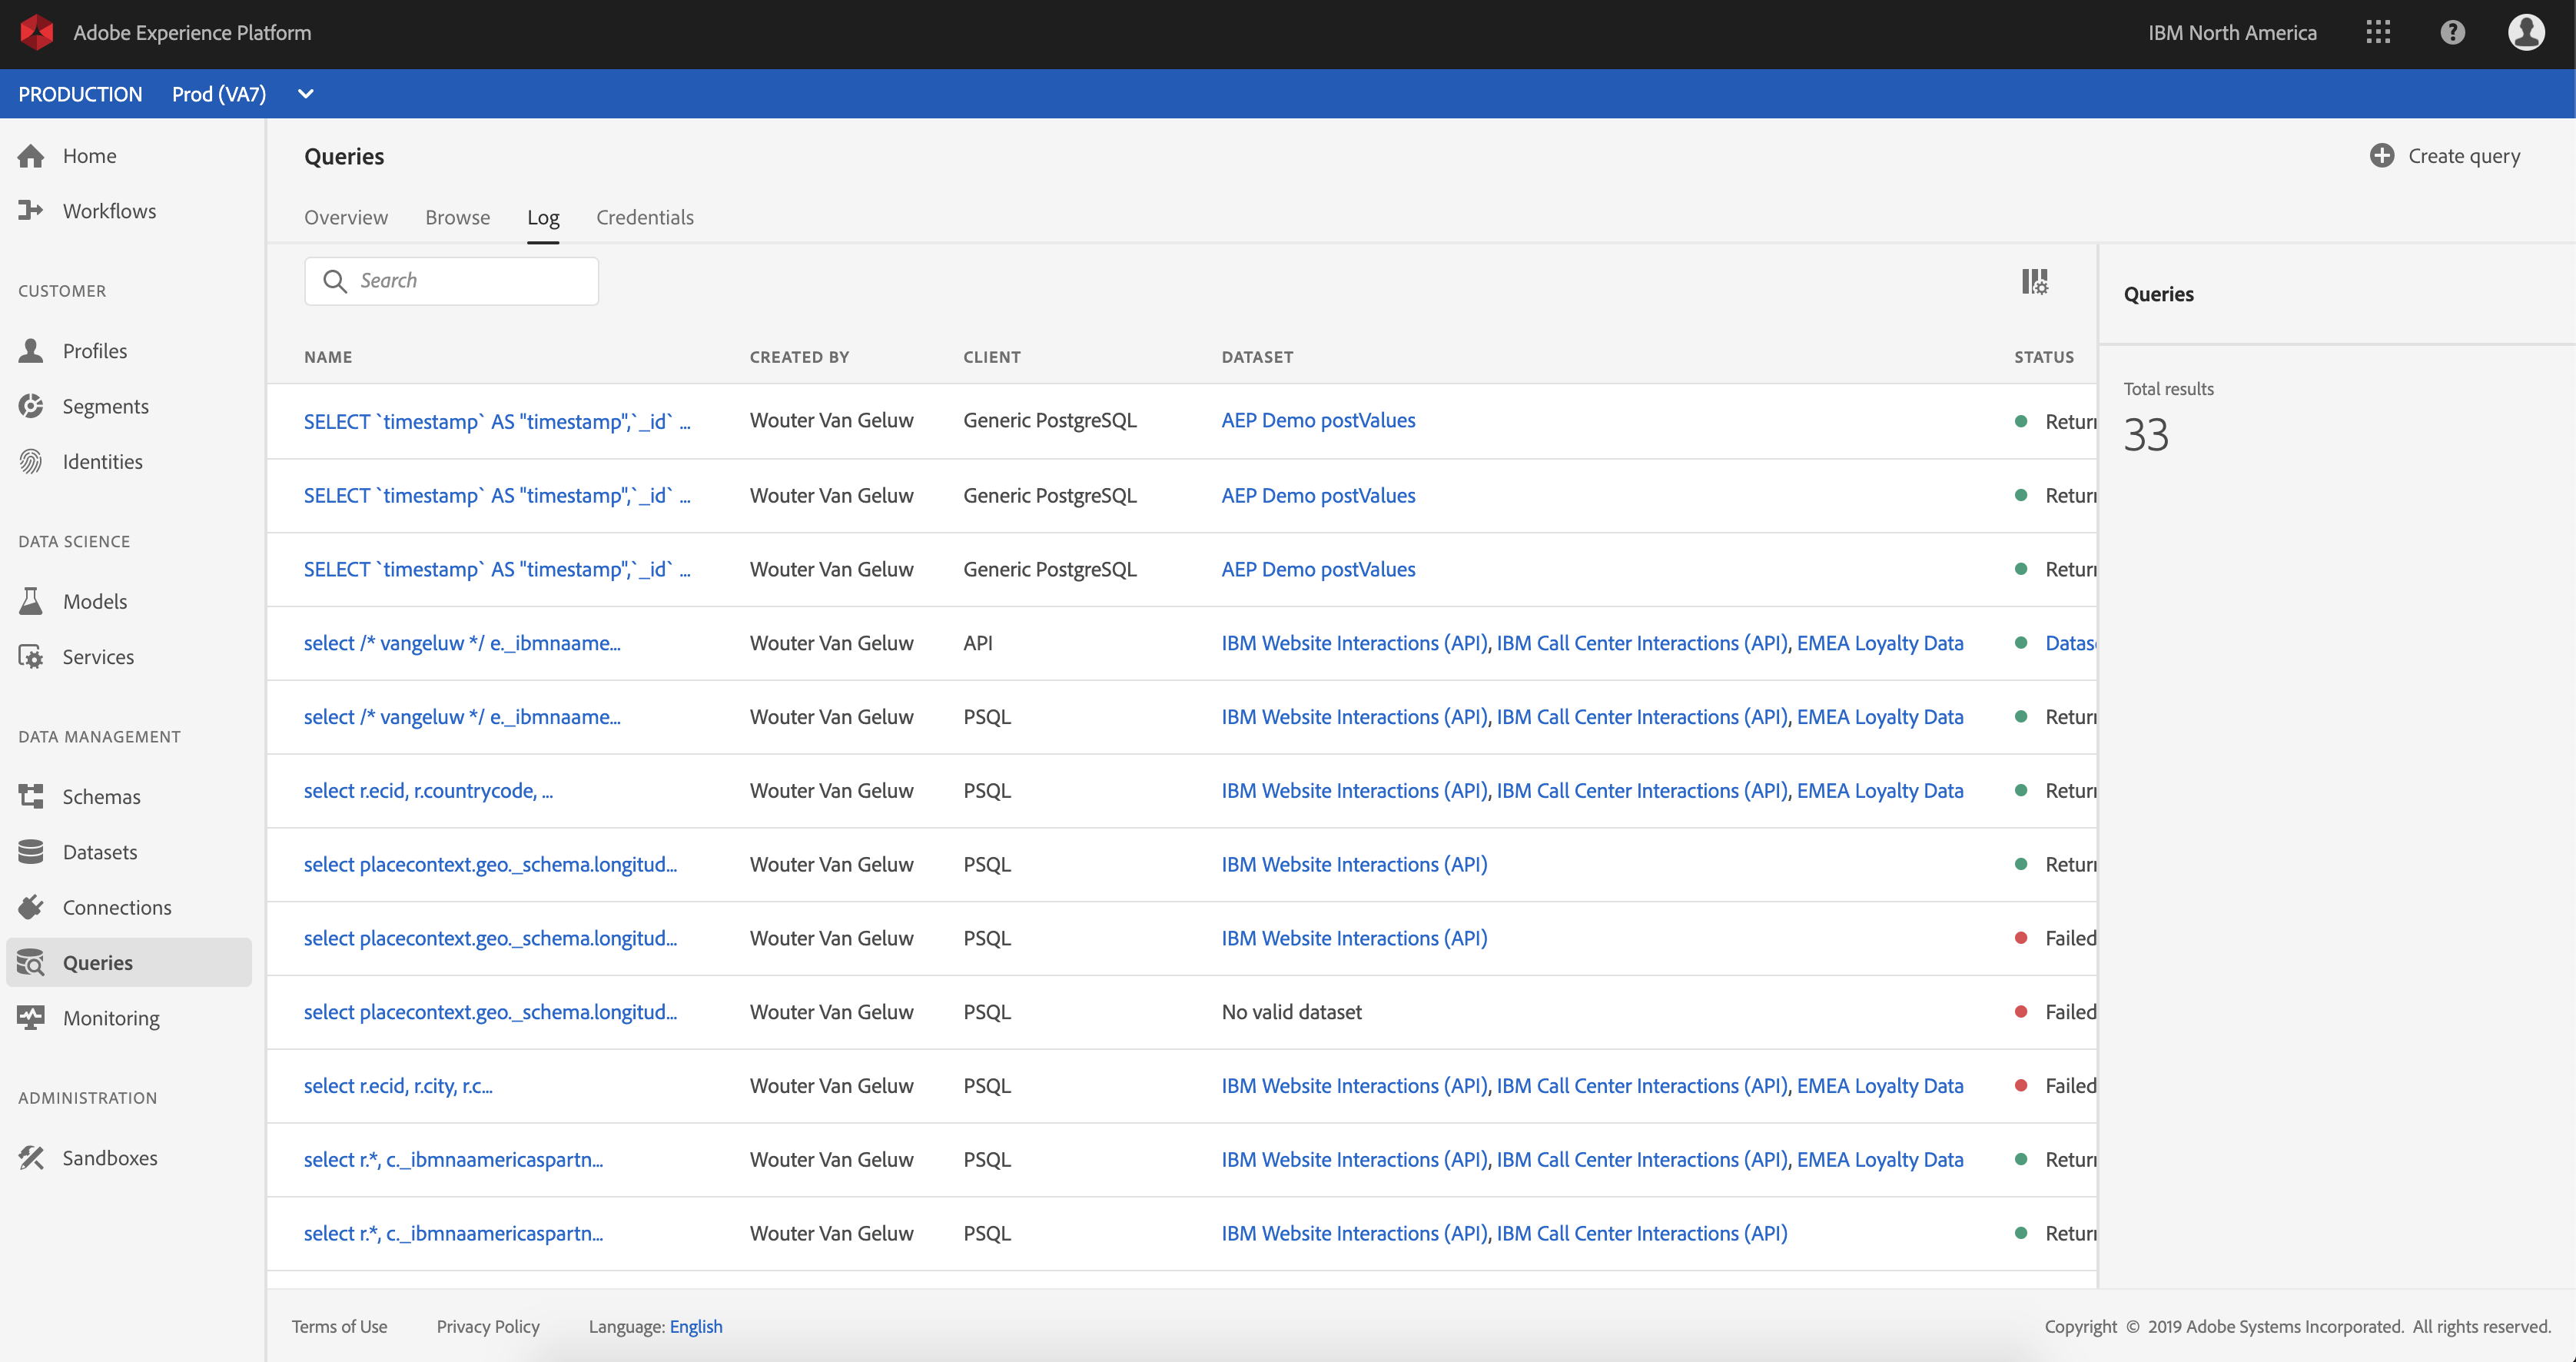 Adobe Experience Platform
IBM North America
PRODUCTION Prod (VA7)
Home
Workflows
CUSTOMER
Profiles
Segments
Identities
DATA SCIENCE
Models
Services
DATA MANAGEMENT
Schemas
Datasets
Connections
Queries
Monitoring
ADMINISTRATION
Sandboxes
Queries
Create query
Overview Browse Log Credentials
Search
NAME CREATED BY CLIENT DATASET STATUS
SELECT `timestamp` AS "timestamp",`_id` ... Wouter Van Geluw Generic PostgreSQL AEP Demo postValues
SELECT `timestamp` AS "timestamp",`_id` ... Wouter Van Geluw Generic PostgreSQL AEP Demo postValues
SELECT `timestamp` AS "timestamp",`_id` ... Wouter Van Geluw Generic PostgreSQL AEP Demo postValues
select /* vangeluw */ e._ibmnaame... Wouter Van Geluw API IBM Website Interactions (API), IBM Call Center Interactions (API), EMEA Loyalty Data
select /* vangeluw */ e._ibmnaame... Wouter Van Geluw PSQL IBM Website Interactions (API), IBM Call Center Interactions (API), EMEA Loyalty Data
select r.ecid, r.countrycode, ... Wouter Van Geluw PSQL IBM Website Interactions (API), IBM Call Center Interactions (API), EMEA Loyalty Data
select placecontext.geo._schema.longitud... Wouter Van Geluw PSQL IBM Website Interactions (API)
select placecontext.geo._schema.longitud... Wouter Van Geluw PSQL IBM Website Interactions (API) Failed
select placecontext.geo._schema.longitud... Wouter Van Geluw PSQL No valid dataset Failed
select r.ecid, r.city, r.c... Wouter Van Geluw PSQL IBM Website Interactions (API), IBM Call Center Interactions (API), EMEA Loyalty Data Failed
select r.*, c._ibmnaamericaspartn... Wouter Van Geluw PSQL IBM Website Interactions (API), IBM Call Center Interactions (API), EMEA Loyalty Data
select r.*, c._ibmnaamericaspartn... Wouter Van Geluw PSQL IBM Website Interactions (API), IBM Call Center Interactions (API)
Queries
Total results
33
Terms of Use Privacy Policy Language: English
Copyright © 2019 Adobe Systems Incorporated. All rights reserved.